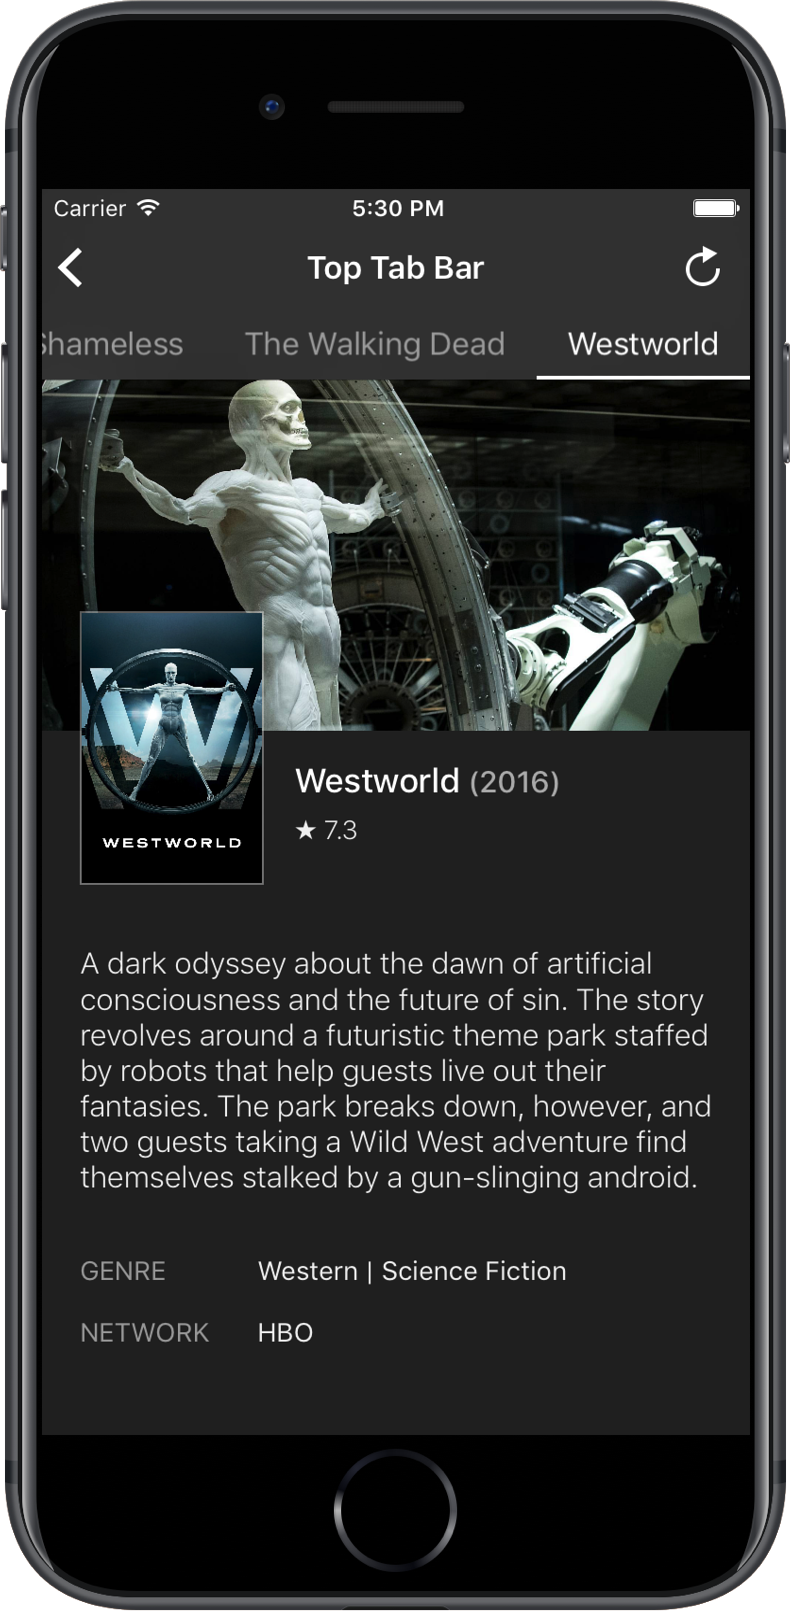 Carrier 5:30 PM
Top Tab Bar
Shameless The Walking Dead Westworld
WESTWORLD
Westworld (2016)
★ 7.3
A dark odyssey about the dawn of artificial
consciousness and the future of sin. The story
revolves around a futuristic theme park staffed
by robots that help guests live out their
fantasies. The park breaks down, however, and
two guests taking a Wild West adventure find
themselves stalked by a gun-slinging android.
GENRE Western | Science Fiction
NETWORK HBO